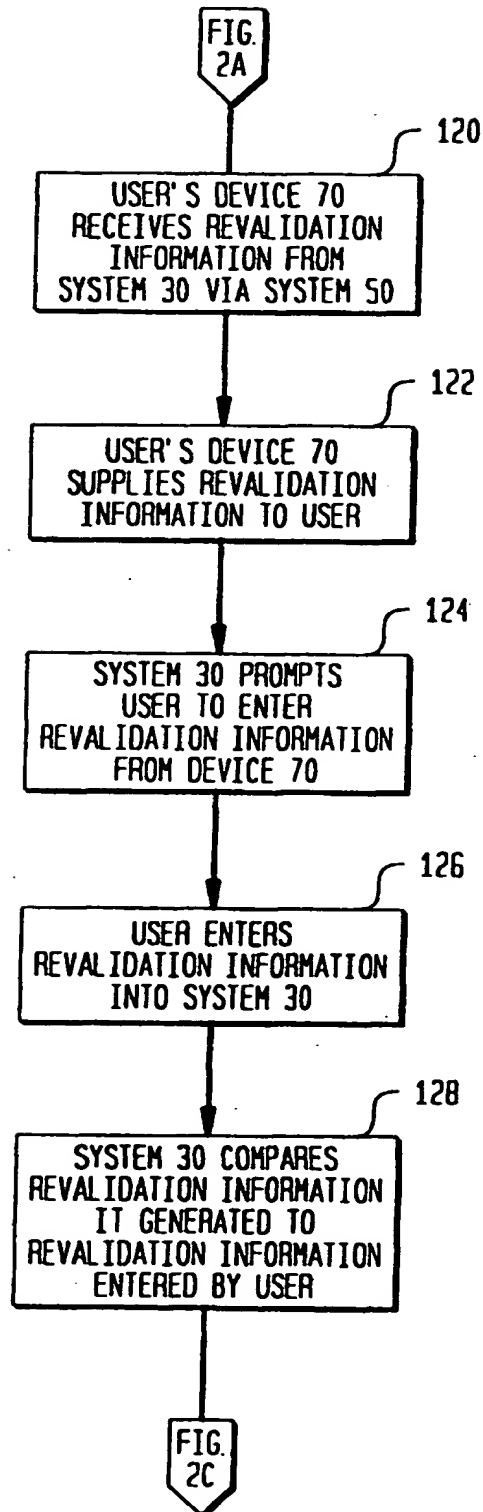 FIG.
2A
120
USER'S DEVICE 70
RECEIVES REVALIDATION
INFORMATION FROM
SYSTEM 30 VIA SYSTEM 50
122
USER'S DEVICE 70
SUPPLIES REVALIDATION
INFORMATION TO USER
124
SYSTEM 30 PROMPTS
USER TO ENTER
REVALIDATION INFORMATION
FROM DEVICE 70
126
USER ENTERS
REVALIDATION INFORMATION
INTO SYSTEM 30
128
SYSTEM 30 COMPARES
REVALIDATION INFORMATION
IT GENERATED TO
REVALIDATION INFORMATION
ENTERED BY USER
FIG.
2C